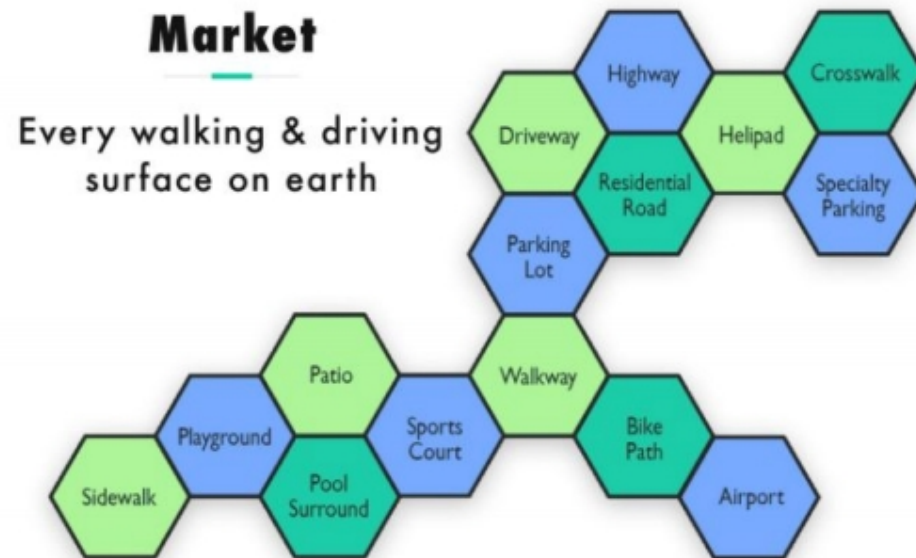 Market
Every walking & driving
surface on earth
Highway
Crosswalk
Driveway
Helipad
Residential
Road
Specialty
Parking
Parking
Lot
Patio
Walkway
Playground
Sports
Court
Bike
Path
Sidewalk
Pool
Surround
Airport